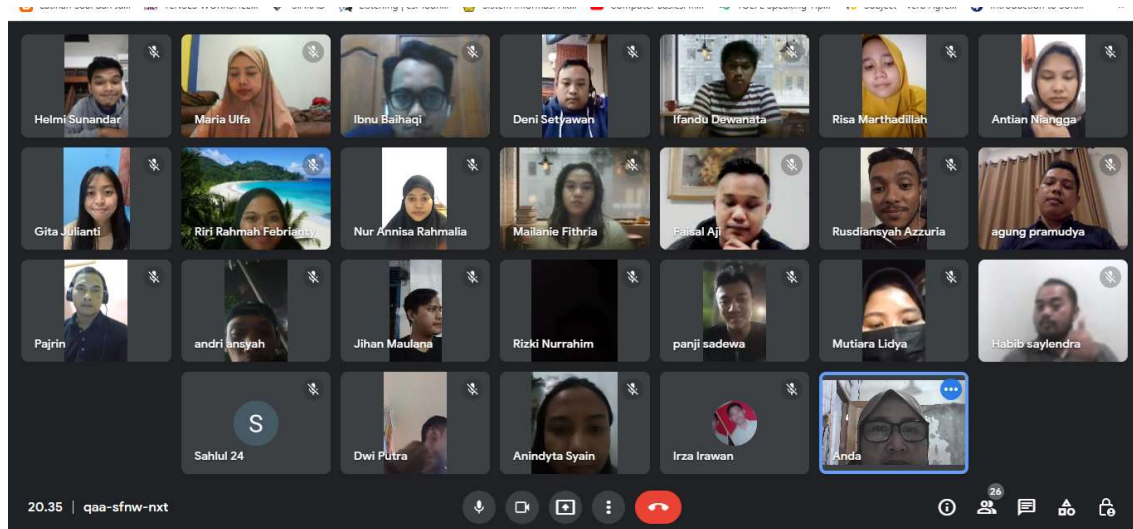 Helmi Sunandar
Maria Ulfa
Ibnu Baihaqi
Deni Setyawan
Ifandu Dewanata
Risa Marthadillah
Antian Niangga
Gita Julianti
Riri Rahmah Febrianty
Nur Annisa Rahmalia
Mailanie Fithria
Faisal Aji
Rusdiansyah Azzuria
agung pramudya
Pajrin
andri ansyah
Jihan Maulana
Rizki Nurrahim
panji sadewa
Mutiara Lidya
Habib saylendra
S
Sahlul 24
Dwi Putra
Anindyta Syain
Irza Irawan
Anda
20.35 | qaa-sfnw-nxt
26